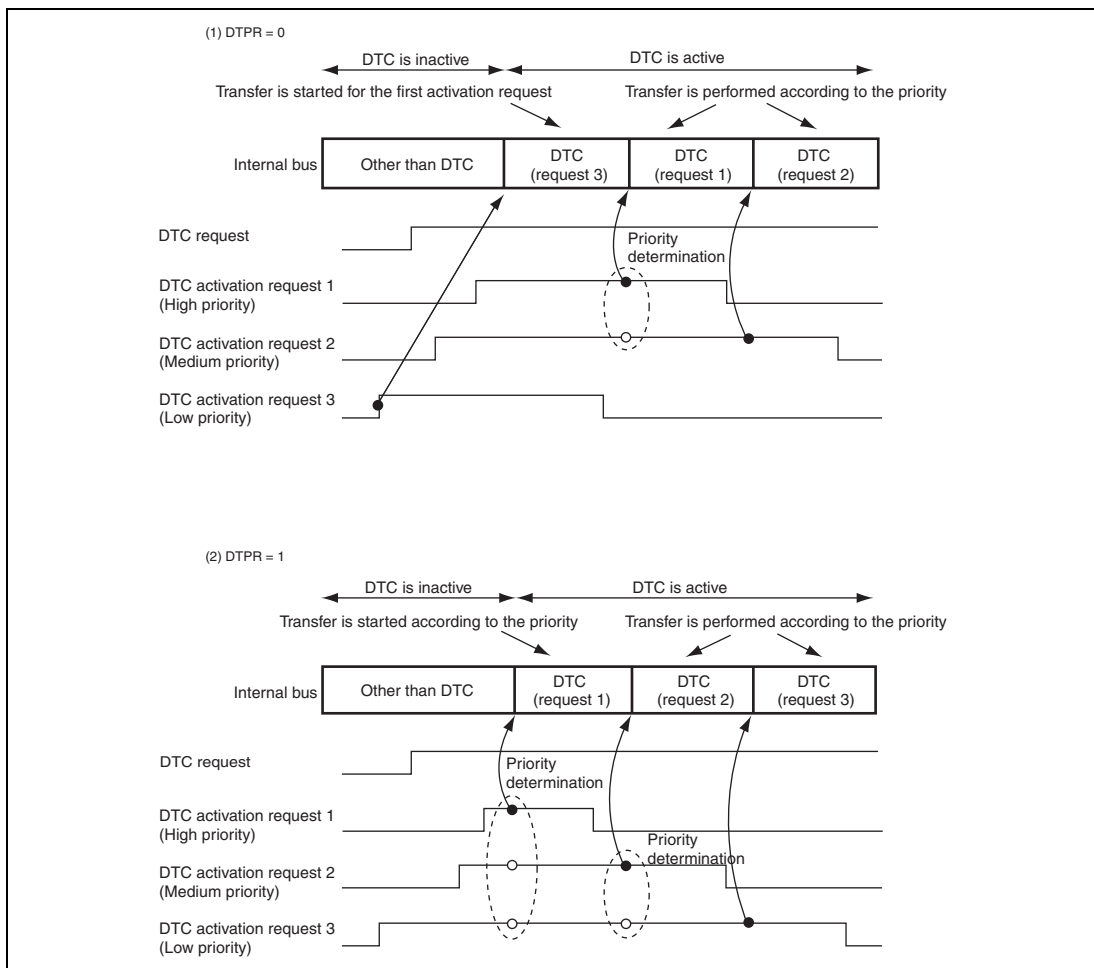 (1) DTPR = 0
DTC is inactive
DTC is active
Transfer is started for the first activation request
Transfer is performed according to the priority
Internal bus
Other than DTC
DTC
(request 3)
DTC
(request 1)
DTC
(request 2)
DTC request
Priority
determination
DTC activation request 1
(High priority)
DTC activation request 2
(Medium priority)
DTC activation request 3
(Low priority)
(2) DTPR = 1
DTC is inactive
DTC is active
Transfer is started according to the priority
Transfer is performed according to the priority
Internal bus
Other than DTC
DTC
(request 1)
DTC
(request 2)
DTC
(request 3)
DTC request
Priority
determination
DTC activation request 1
(High priority)
Priority
determination
DTC activation request 2
(Medium priority)
DTC activation request 3
(Low priority)